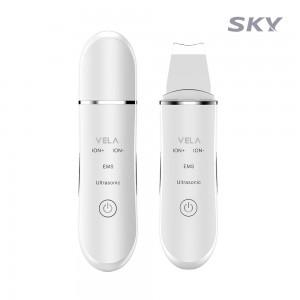 SKY
VELA
ION+ ION-
EMS
Ultrasonic
VELA
ION+ ION-
EMS
Ultrasonic